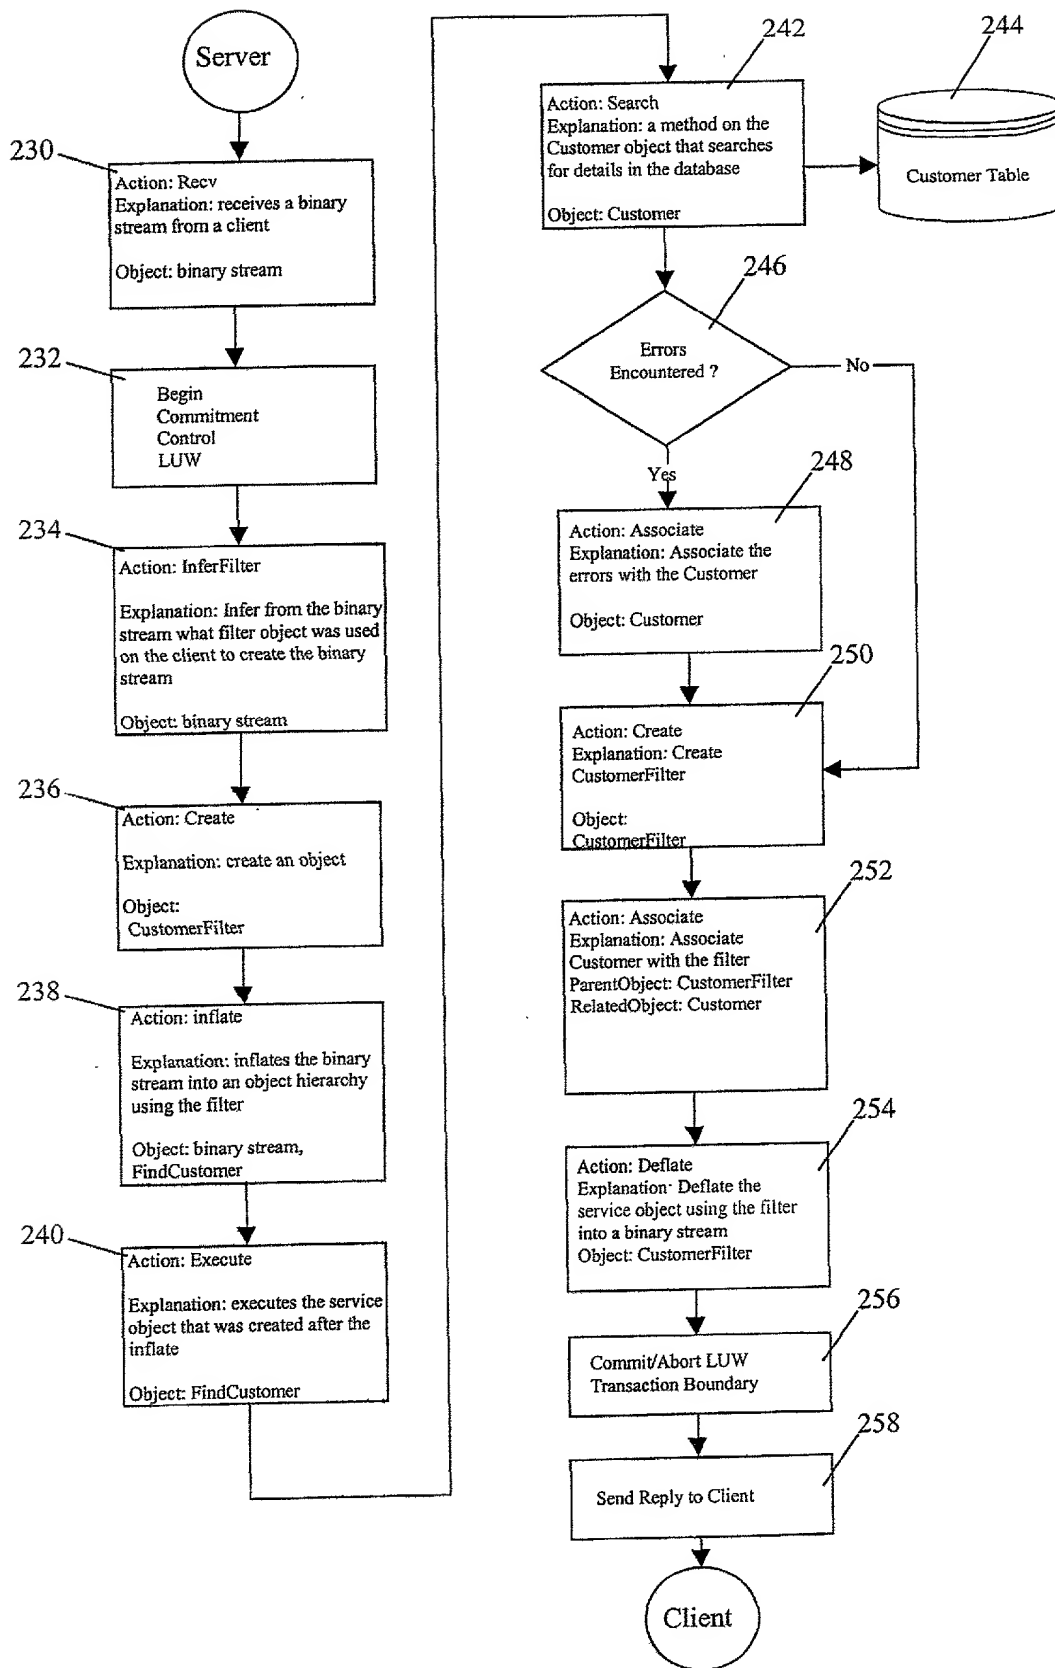 Server
230
Action: Recv
Explanation: receives a binary
stream from a client
Object: binary stream
232
Begin
Commitment
Control
LUW
234
Action: InferFilter
Explanation: Infer from the binary
stream what filter object was used
on the client to create the binary
stream
Object: binary stream
236
Action: Create
Explanation: create an object
Object:
CustomerFilter
238
Action: inflate
Explanation: inflates the binary
stream into an object hierarchy
using the filter
Object: binary stream,
FindCustomer
240
Action: Execute
Explanation: executes the service
object that was created after the
inflate
Object: FindCustomer
242
Action: Search
Explanation: a method on the
Customer object that searches
for details in the database
Object: Customer
244
Customer Table
246
Errors
Encountered ?
No
Yes
248
Action: Associate
Explanation: Associate the
errors with the Customer
Object: Customer
250
Action: Create
Explanation: Create
CustomerFilter
Object:
CustomerFilter
252
Action: Associate
Explanation: Associate
Customer with the filter
ParentObject: CustomerFilter
RelatedObject: Customer
254
Action: Deflate
Explanation: Deflate the
service object using the filter
into a binary stream
Object: CustomerFilter
256
Commit/Abort LUW
Transaction Boundary
258
Send Reply to Client
Client